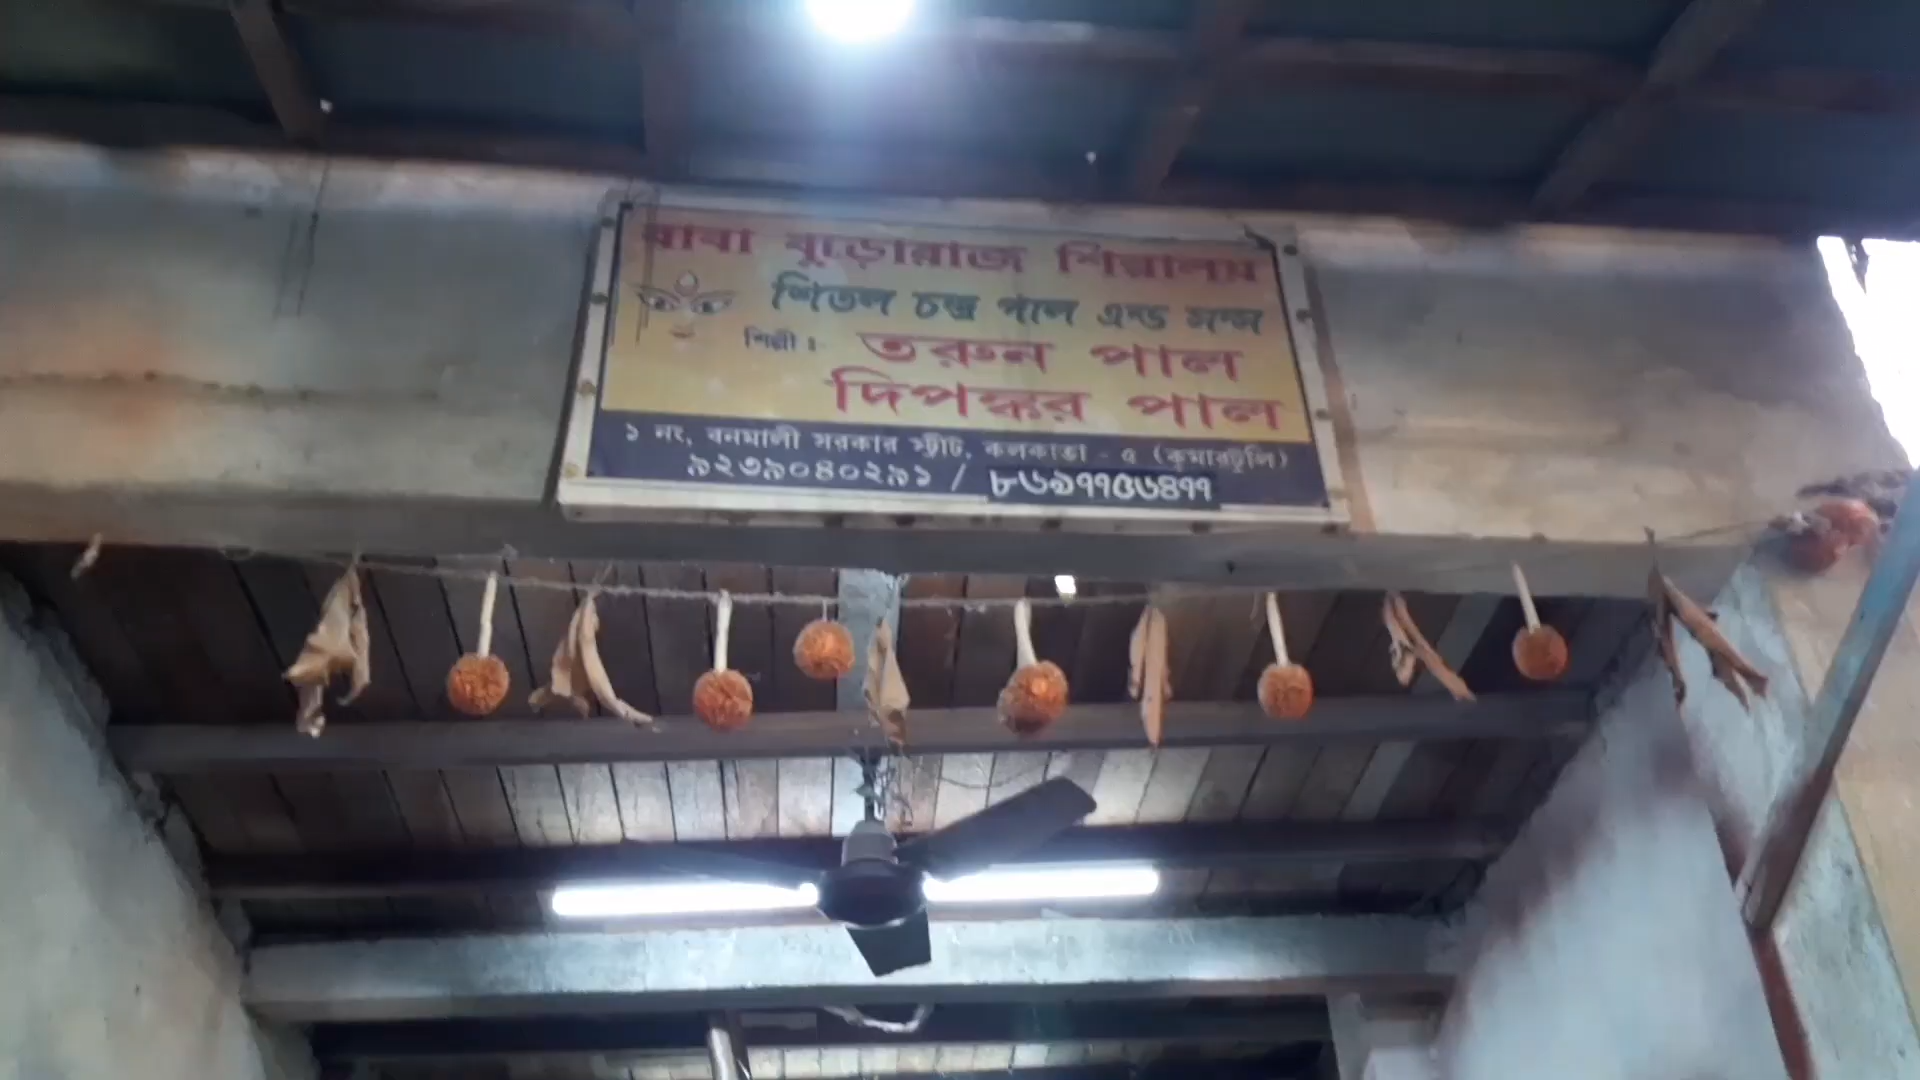 বাবা বুড়োরাজ শিল্পালয়
শিতল চন্দ্র পাল এন্ড সন্স
শিল্পী ঃ তরুন পাল
দিপঙ্কর পাল
১ নং, বনমালী সরকার স্ট্রীট, কলকাতা - ৫ (কুমারটুলি)
৯২৩৯০৪০২৯১ / ৮৬৯৭৭৫৬৪৭৭